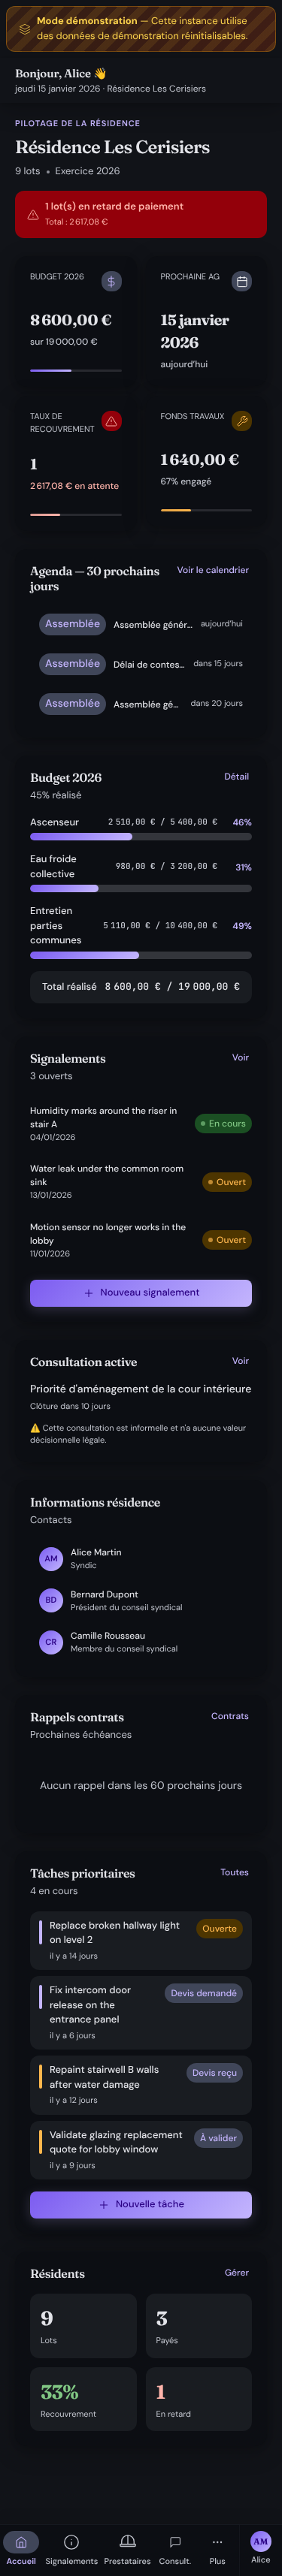 Mode démonstration — Cette instance utilise
des données de démonstration réinitialisables.
Bonjour, Alice 👋
jeudi 15 janvier 2026 · Résidence Les Cerisiers
PILOTAGE DE LA RÉSIDENCE
Résidence Les Cerisiers
9 lots • Exercice 2026
1 lot(s) en retard de paiement
Total : 2 617,08 €
BUDGET 2026
8 600,00 €
sur 19 000,00 €
PROCHAINE AG
15 janvier
2026
aujourd'hui
TAUX DE
RECOUVREMENT
1
2 617,08 € en attente
FONDS TRAVAUX
1 640,00 €
67% engagé
Agenda — 30 prochains
jours
Voir le calendrier
Assemblée Assemblée génér... aujourd'hui
Assemblée Délai de contes... dans 15 jours
Assemblée Assemblée gé... dans 20 jours
Budget 2026
Détail
45% réalisé
Ascenseur 2 510,00 € / 5 400,00 € 46%
Eau froide
collective
980,00 € / 3 200,00 € 31%
Entretien
parties
communes
5 110,00 € / 10 400,00 € 49%
Total réalisé 8 600,00 € / 19 000,00 €
Signalements
Voir
3 ouverts
Humidity marks around the riser in
stair A
04/01/2026
En cours
Water leak under the common room
sink
13/01/2026
Ouvert
Motion sensor no longer works in the
lobby
11/01/2026
Ouvert
+ Nouveau signalement
Consultation active
Voir
Priorité d'aménagement de la cour intérieure
Clôture dans 10 jours
⚠️ Cette consultation est informelle et n'a aucune valeur
décisionnelle légale.
Informations résidence
Contacts
AM
Alice Martin
Syndic
BD
Bernard Dupont
Président du conseil syndical
CR
Camille Rousseau
Membre du conseil syndical
Rappels contrats
Contrats
Prochaines échéances
Aucun rappel dans les 60 prochains jours
Tâches prioritaires
Toutes
4 en cours
Replace broken hallway light
on level 2
il y a 14 jours
Ouverte
Fix intercom door
release on the
entrance panel
il y a 6 jours
Devis demandé
Repaint stairwell B walls
after water damage
il y a 12 jours
Devis reçu
Validate glazing replacement
quote for lobby window
il y a 9 jours
À valider
+ Nouvelle tâche
Résidents
Gérer
9
Lots
3
Payés
33%
Recouvrement
1
En retard
AM
Accueil Signalements Prestataires Consult. Plus Alice